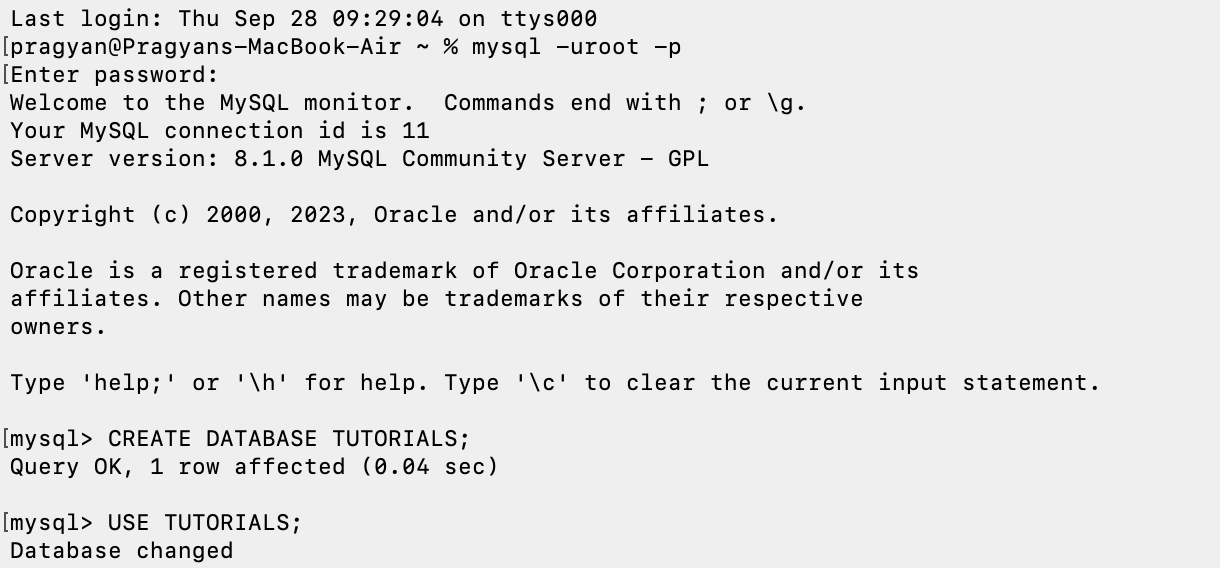 Last login: Thu Sep 28 09:29:04 on ttys000
[pragyan@Pragyans-MacBook-Air ~ % mysql -uroot -p
[Enter password:
Welcome to the MySQL monitor.  Commands end with ; or \g.
Your MySQL connection id is 11
Server version: 8.1.0 MySQL Community Server - GPL

Copyright (c) 2000, 2023, Oracle and/or its affiliates.

Oracle is a registered trademark of Oracle Corporation and/or its
affiliates. Other names may be trademarks of their respective
owners.

Type 'help;' or '\h' for help. Type '\c' to clear the current input statement.

[mysql> CREATE DATABASE TUTORIALS;
Query OK, 1 row affected (0.04 sec)

[mysql> USE TUTORIALS;
Database changed